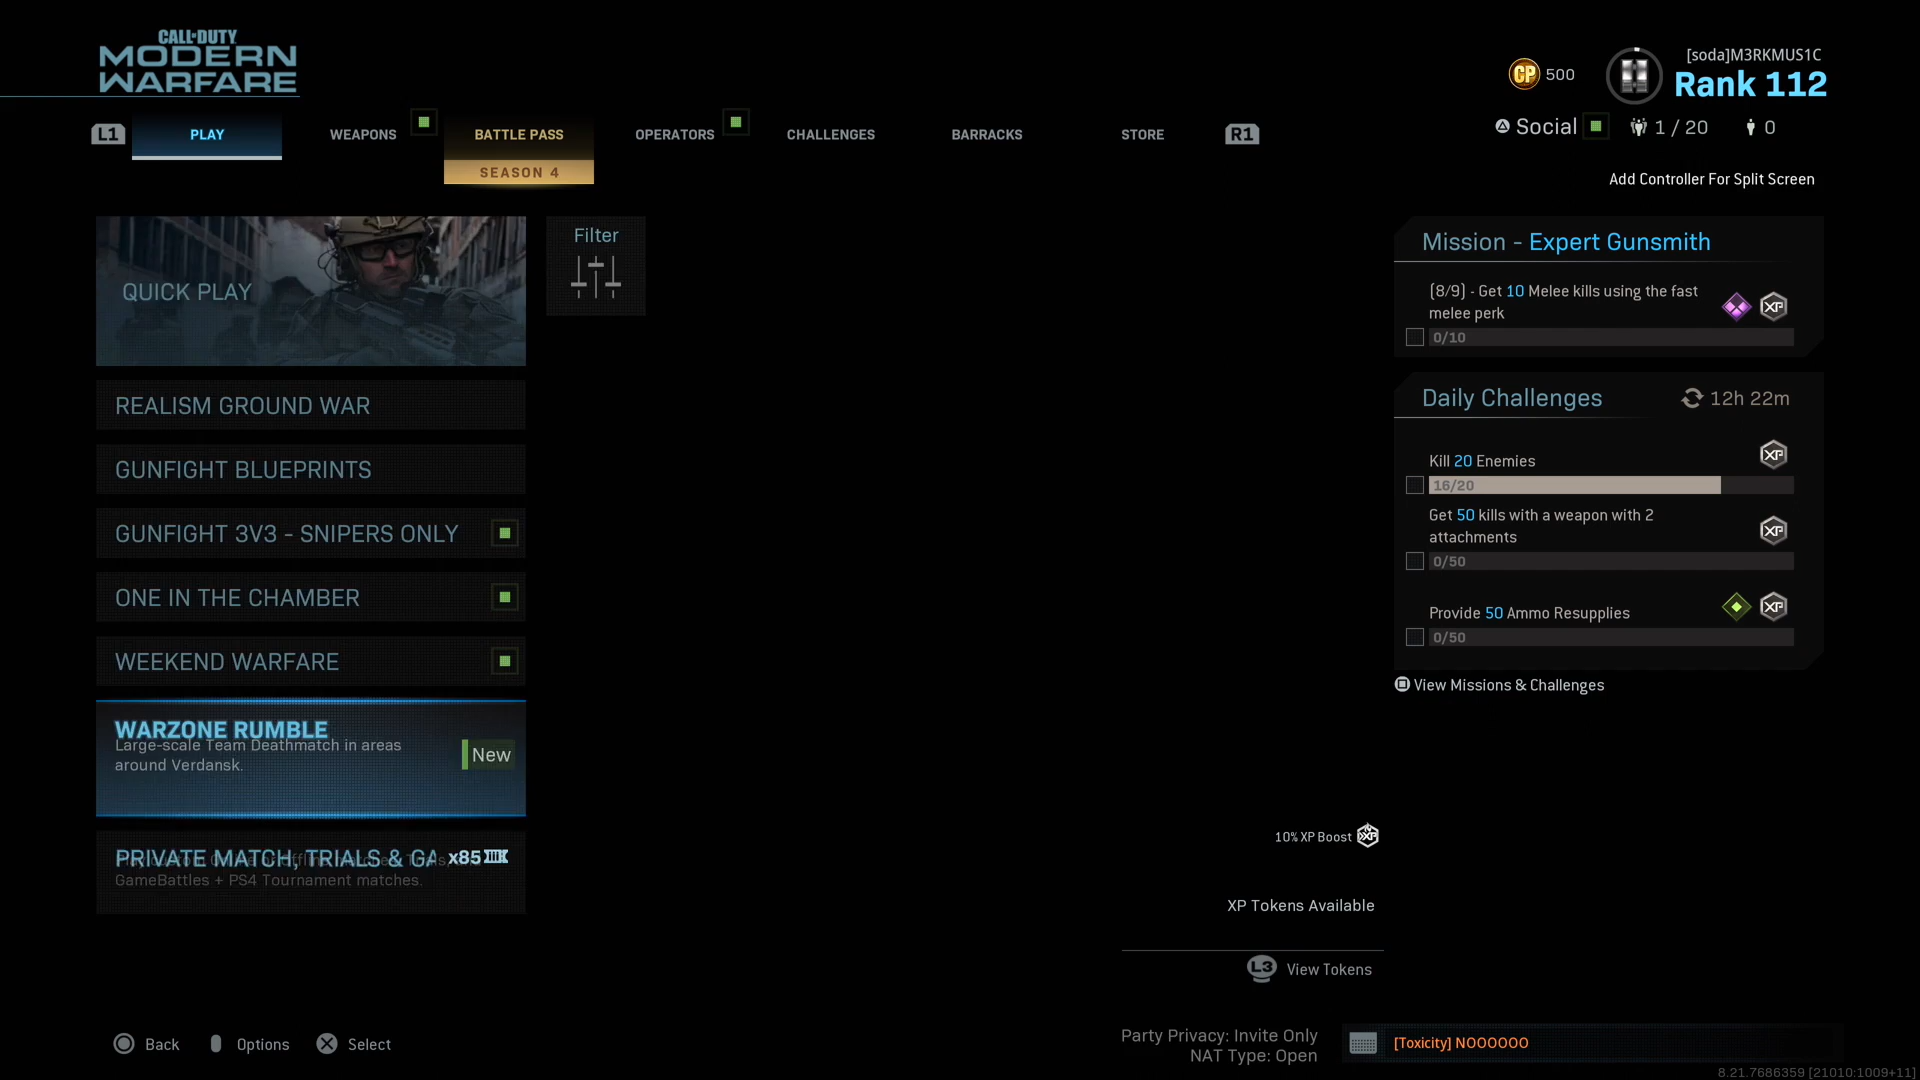 CALL OF DUTY
MODERN
WARFARE
CP 500
[soda]M3RKMUS1C
Rank 112
L1
PLAY
WEAPONS
BATTLE PASS
SEASON 4
OPERATORS
CHALLENGES
BARRACKS
STORE
R1
Social
1 / 20
0
Add Controller For Split Screen
QUICK PLAY
Filter
REALISM GROUND WAR
GUNFIGHT BLUEPRINTS
GUNFIGHT 3V3 - SNIPERS ONLY
ONE IN THE CHAMBER
WEEKEND WARFARE
WARZONE RUMBLE
Large-scale Team Deathmatch in areas
around Verdansk.
New
PRIVATE MATCH, TRIALS & GA
x85
GameBattles + PS4 Tournament matches.
Mission - Expert Gunsmith
(8/9) - Get 10 Melee kills using the fast
melee perk
XP
0/10
Daily Challenges
12h 22m
Kill 20 Enemies
XP
16/20
Get 50 kills with a weapon with 2
attachments
XP
0/50
Provide 50 Ammo Resupplies
XP
0/50
View Missions & Challenges
10% XP Boost
XP
XP Tokens Available
L3 View Tokens
Back
Options
Select
Party Privacy: Invite Only
NAT Type: Open
[Toxicity] NOOOOOO
8.21.7686359 [21010:1009+11]